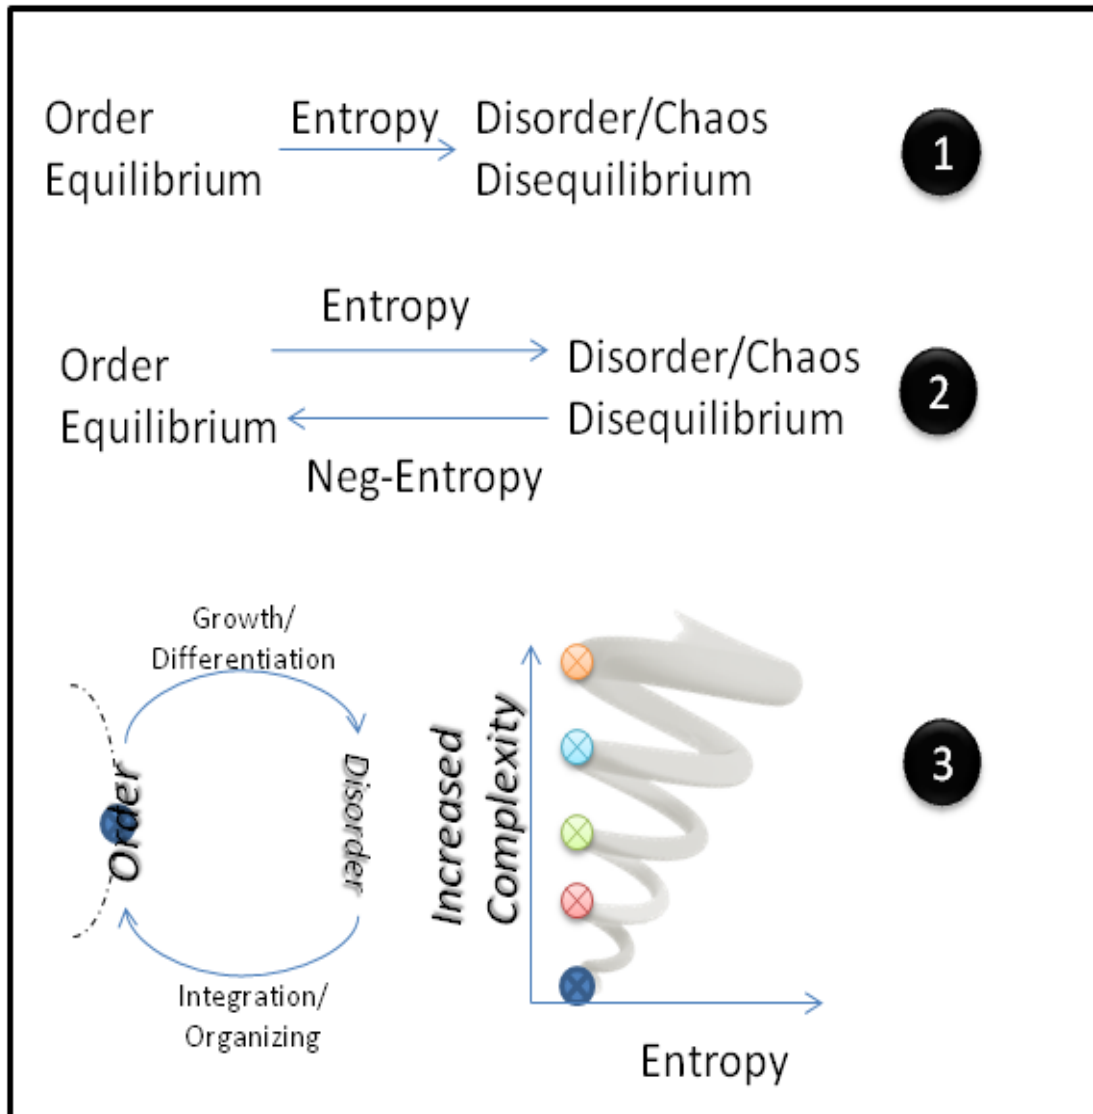 Order
Equilibrium
Entropy
Disorder/Chaos
Disequilibrium
1
Entropy
Order
Equilibrium
Disorder/Chaos
Disequilibrium
Neg-Entropy
2
Growth/
Differentiation
Order
Disorder
Integration/
Organizing
Increased
Complexity
Entropy
3